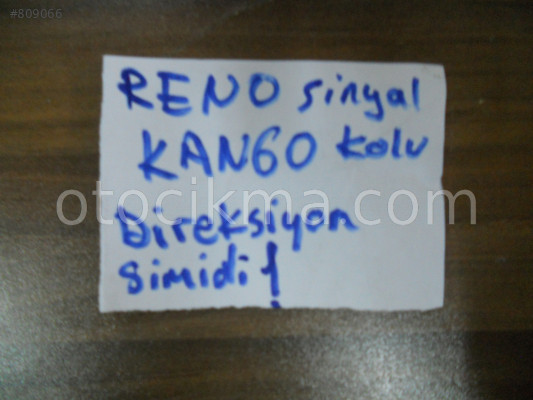 #809066
RENO sinyal
KANGO kolu
otocikma.com
Direksiyon
simidi!